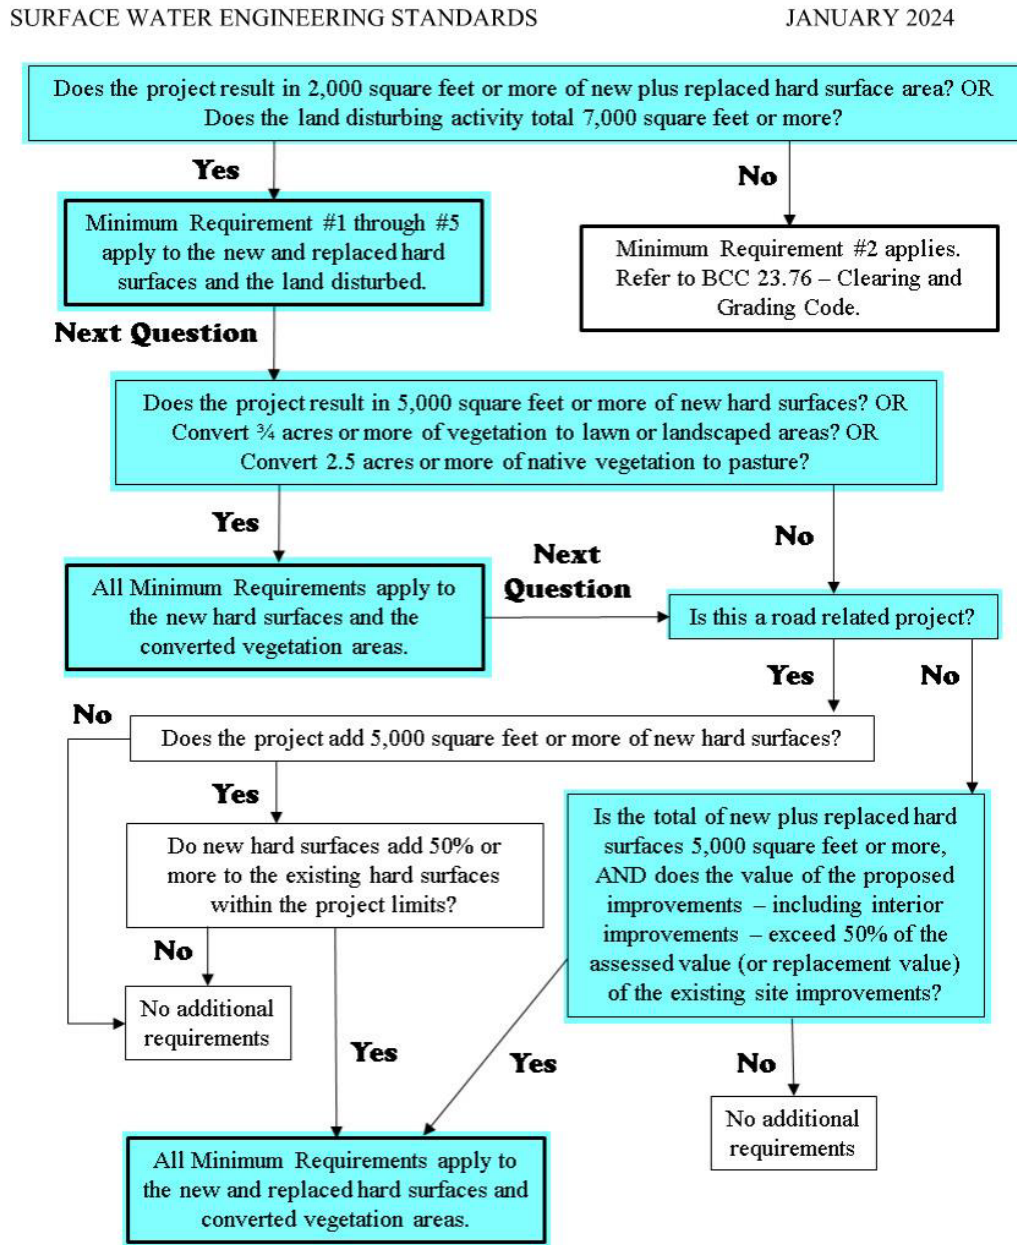 SURFACE WATER ENGINEERING STANDARDS JANUARY 2024
Does the project result in 2,000 square feet or more of new plus replaced hard surface area? OR
Does the land disturbing activity total 7,000 square feet or more?
Yes
No
Minimum Requirement #1 through #5
apply to the new and replaced hard
surfaces and the land disturbed.
Minimum Requirement #2 applies.
Refer to BCC 23.76 – Clearing and
Grading Code.
Next Question
Does the project result in 5,000 square feet or more of new hard surfaces? OR
Convert ¾ acres or more of vegetation to lawn or landscaped areas? OR
Convert 2.5 acres or more of native vegetation to pasture?
Yes
No
All Minimum Requirements apply to
the new hard surfaces and the
converted vegetation areas.
Next
Question
Is this a road related project?
Yes
No
No
Does the project add 5,000 square feet or more of new hard surfaces?
Yes
Do new hard surfaces add 50% or
more to the existing hard surfaces
within the project limits?
Is the total of new plus replaced hard
surfaces 5,000 square feet or more,
AND does the value of the proposed
improvements – including interior
improvements – exceed 50% of the
assessed value (or replacement value)
of the existing site improvements?
No
No additional
requirements
Yes
Yes
No
No additional
requirements
All Minimum Requirements apply to
the new and replaced hard surfaces and
converted vegetation areas.